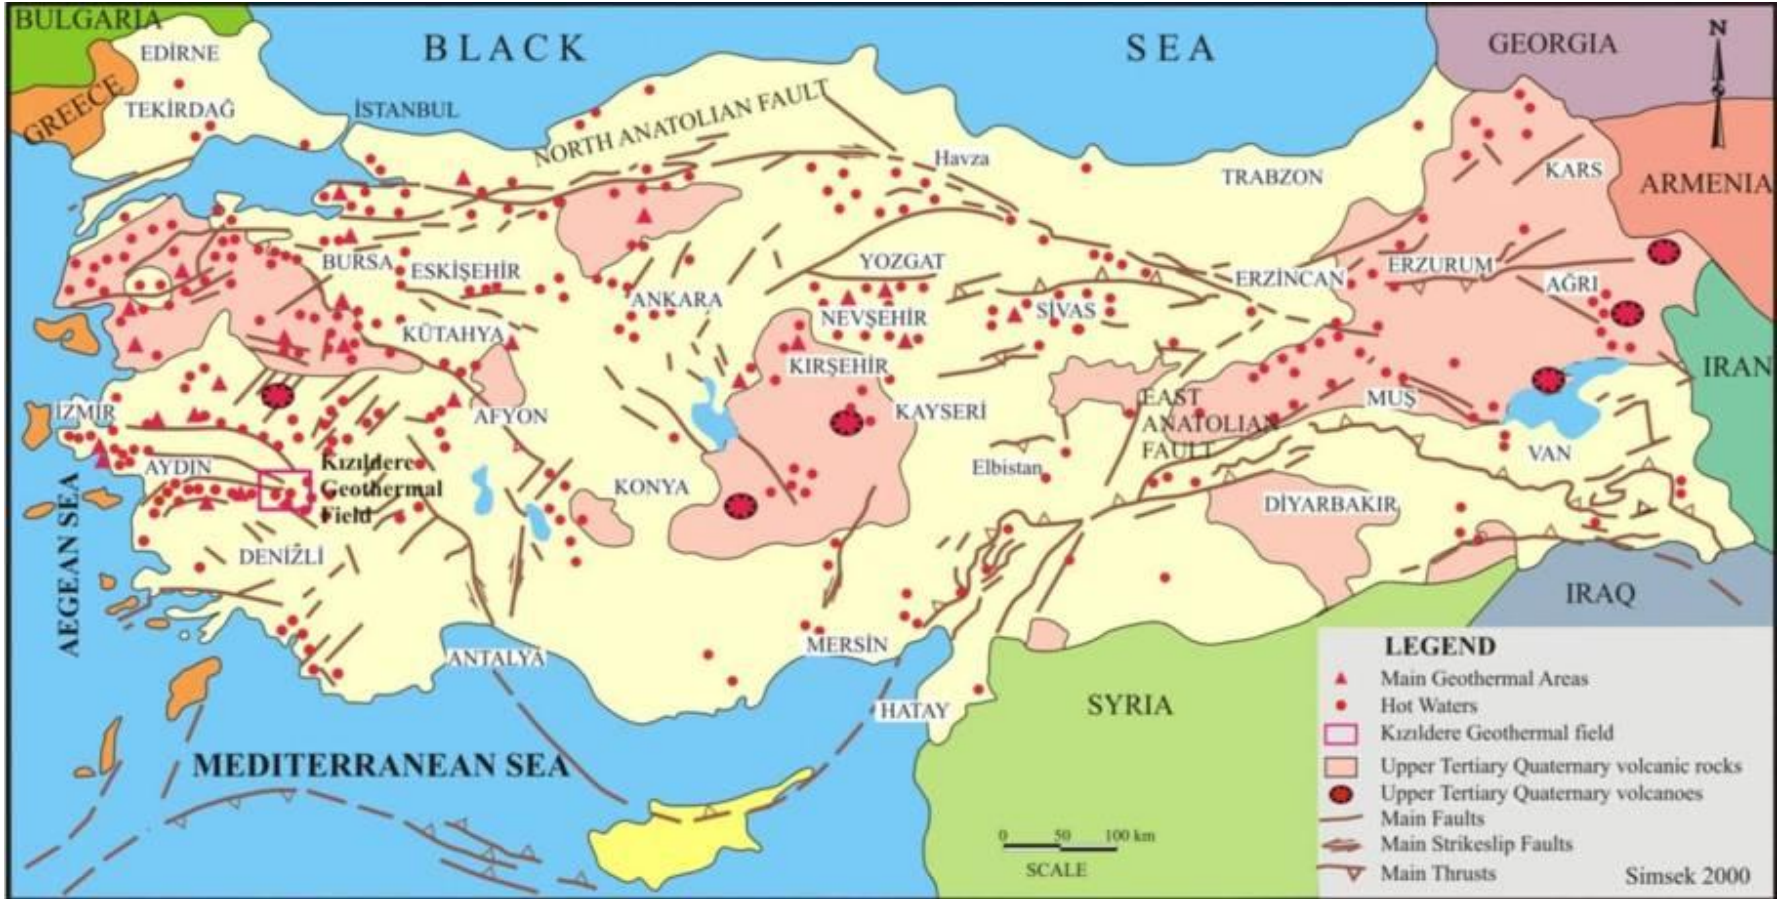 BULGARIA
BLACK SEA
GEORGIA
N
EDİRNE
GREECE
TEKİRDAĞ
İSTANBUL
NORTH ANATOLIAN FAULT
Havza
TRABZON
KARS
ARMENIA
BURSA
ESKİŞEHİR
YOZGAT
ERZİNCAN
ERZURUM
AĞRI
ANKARA
NEVŞEHİR
SİVAS
KÜTAHYA
KIRŞEHİR
IRAN
İZMİR
AFYON
KAYSERİ
EAST
ANATOLIAN
FAULT
MUŞ
AYDIN
Kızıldere
Geothermal
Field
KONYA
Elbistan
VAN
DİYARBAKIR
AEGEAN SEA
DENİZLİ
IRAQ
ANTALYA
MERSİN
HATAY
SYRIA
MEDITERRANEAN SEA
0 50 100 km
SCALE
LEGEND
Main Geothermal Areas
Hot Waters
Kızıldere Geothermal field
Upper Tertiary Quaternary volcanic rocks
Upper Tertiary Quaternary volcanoes
Main Faults
Main Strikeslip Faults
Main Thrusts
Simsek 2000